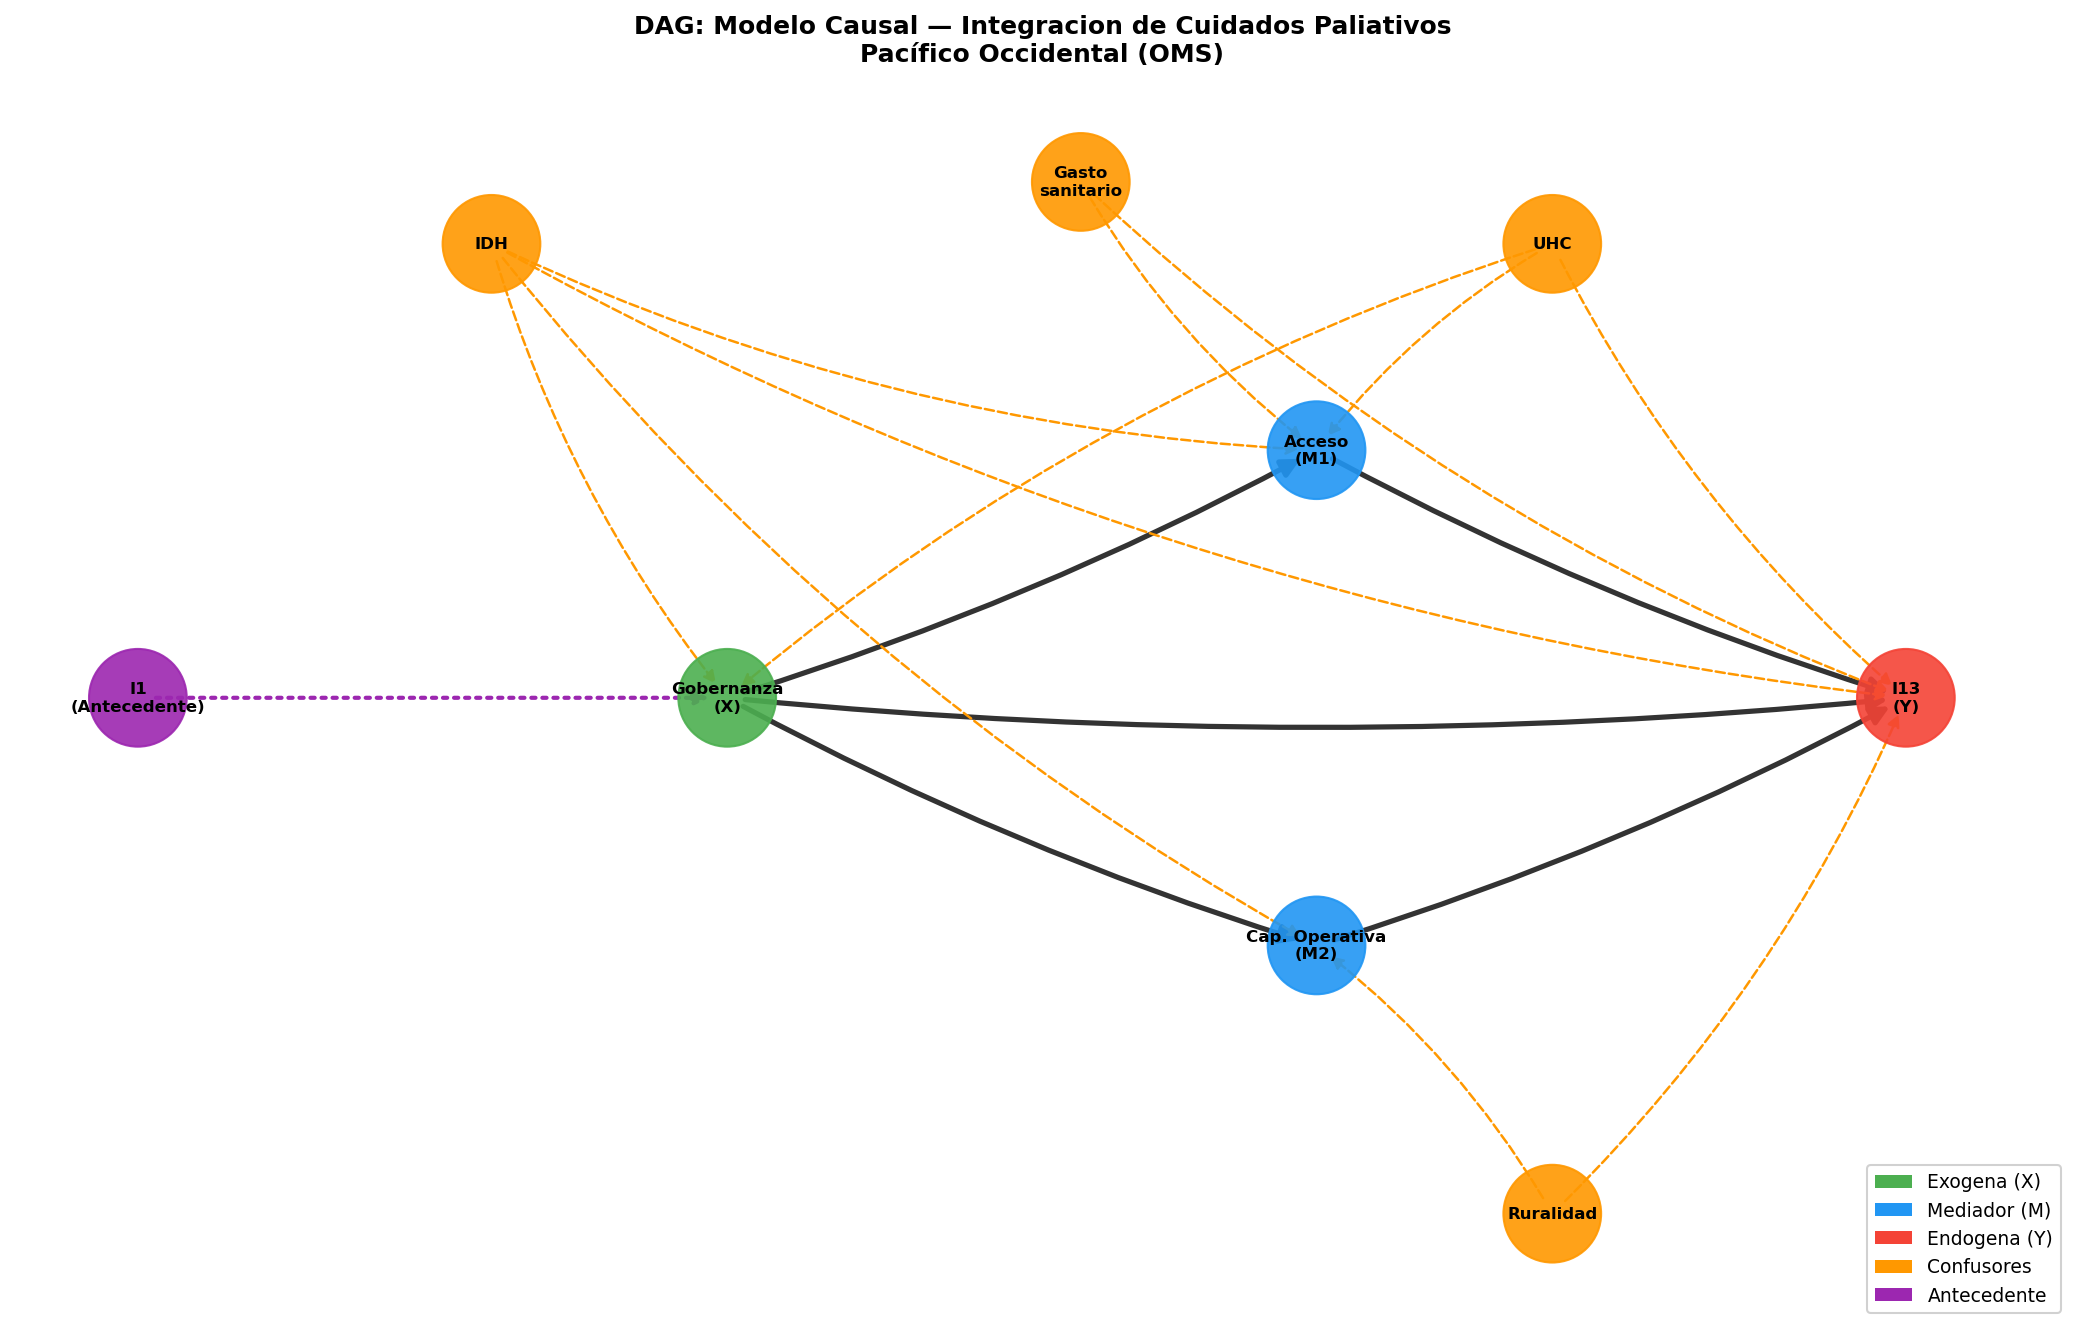 DAG: Modelo Causal — Integracion de Cuidados Paliativos
Pacífico Occidental (OMS)
Gasto
sanitario
IDH
UHC
Acceso
(M1)
I1
(Antecedente)
Gobernanza
(X)
I13
(Y)
Cap. Operativa
(M2)
Ruralidad
Exogena (X)
Mediador (M)
Endogena (Y)
Confusores
Antecedente